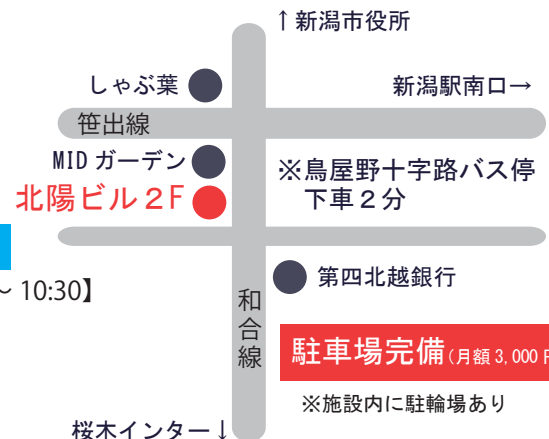 ↑新潟市役所
しゃぶ葉
新潟駅南口→
笹出線
MID ガーデン
※鳥屋野十字路バス停
下車２分
北陽ビル２F
～ 10:30】
第四北越銀行
和合線
駐車場完備(月額 3,000
※施設内に駐輪場あり
桜木インター↓